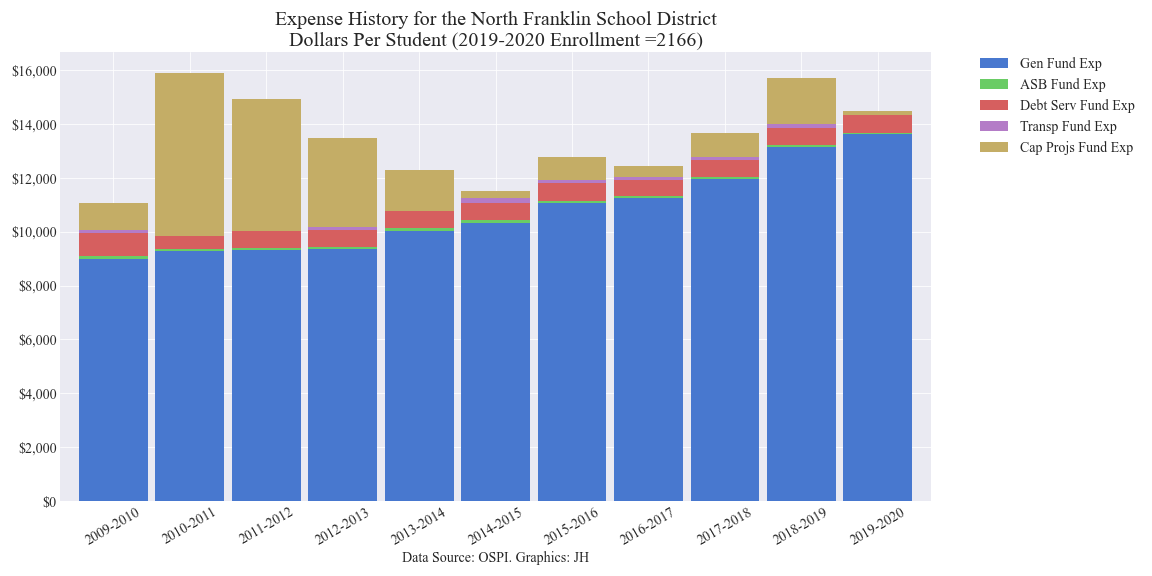 Expense History for the North Franklin School District
Dollars Per Student (2019-2020 Enrollment =2166)
$16,000
$14,000
$12,000
$10,000
$8,000
$6,000
$4,000
$2,000
$0
2009-2010
2010-2011
2011-2012
2012-2013
2013-2014
2014-2015
2015-2016
2016-2017
2017-2018
2018-2019
2019-2020
Data Source: OSPI. Graphics: JH
Gen Fund Exp
ASB Fund Exp
Debt Serv Fund Exp
Transp Fund Exp
Cap Projs Fund Exp